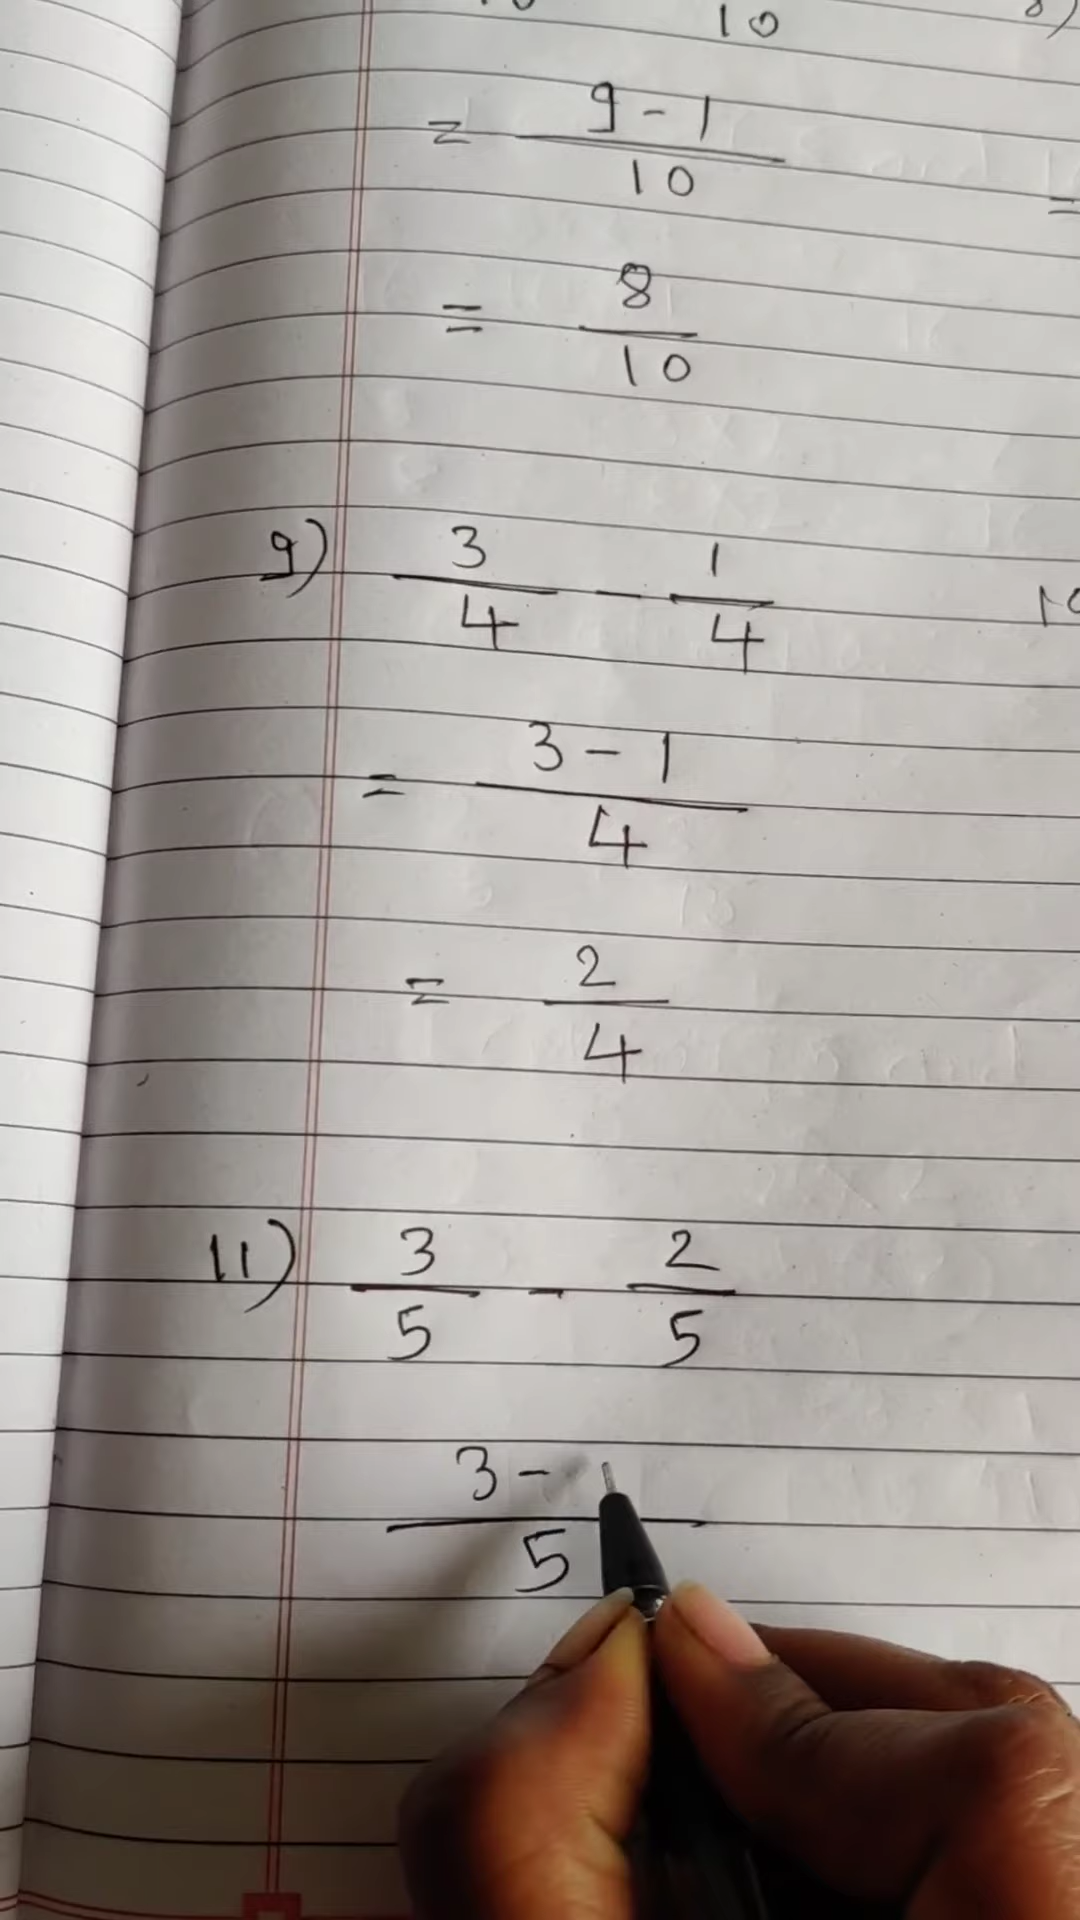 10
= 9 - 1 / 10
=
= 8 / 10
9) 3/4 - 1/4
10
= 3 - 1 / 4
= 2 / 4
11) 3/5 - 2/5
3 - / 5